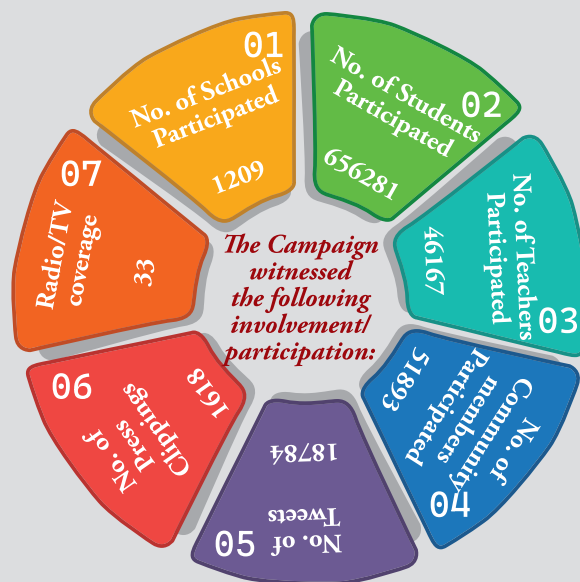 01
No. of Schools
Participated
1209
02
No. of Students
Participated
656281
No. of Teachers
Participated
46167
03
No. of
Community
members
Participated
51893
04
No. of
Tweets
18784
05
06
No. of
Press
Clippings
1618
07
Radio/TV
coverage
33
The Campaign
witnessed
the following
involvement/
participation: